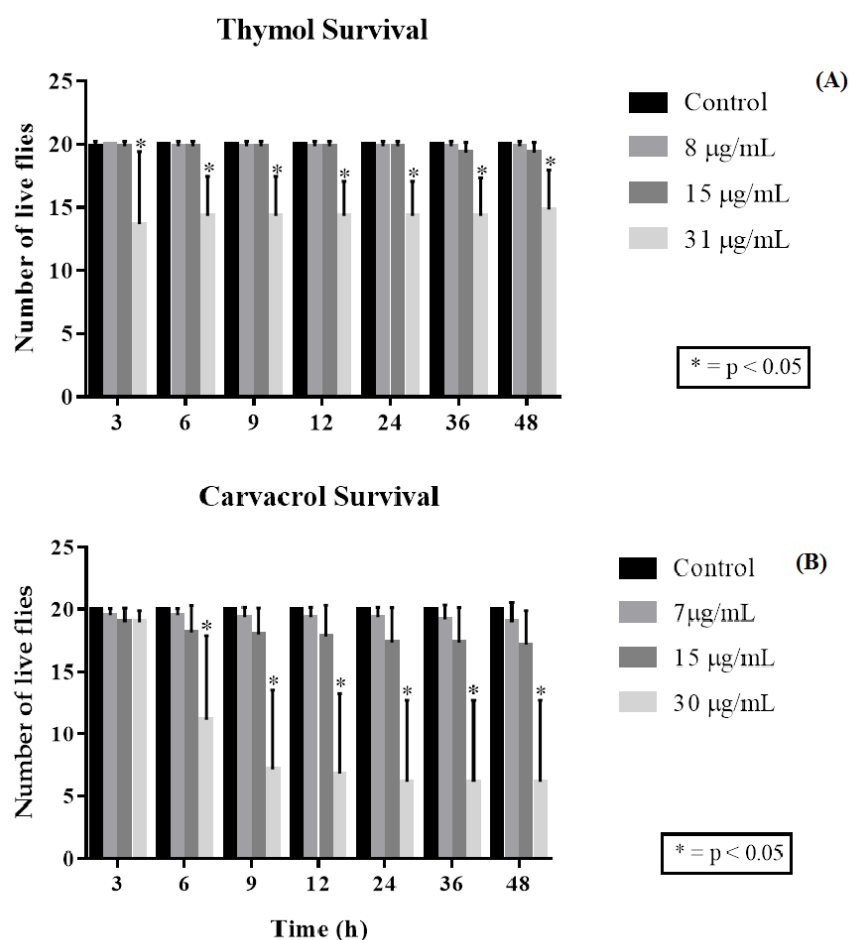 Thymol Survival
(A)
Number of live flies
25
20
15
10
5
0
* * * * * * *
3 6 9 12 24 36 48
Control
8 µg/mL
15 µg/mL
31 µg/mL
* = p < 0.05
Carvacrol Survival
(B)
Number of live flies
25
20
15
10
5
0
* * * * * *
3 6 9 12 24 36 48
Time (h)
Control
7µg/mL
15 µg/mL
30 µg/mL
* = p < 0.05